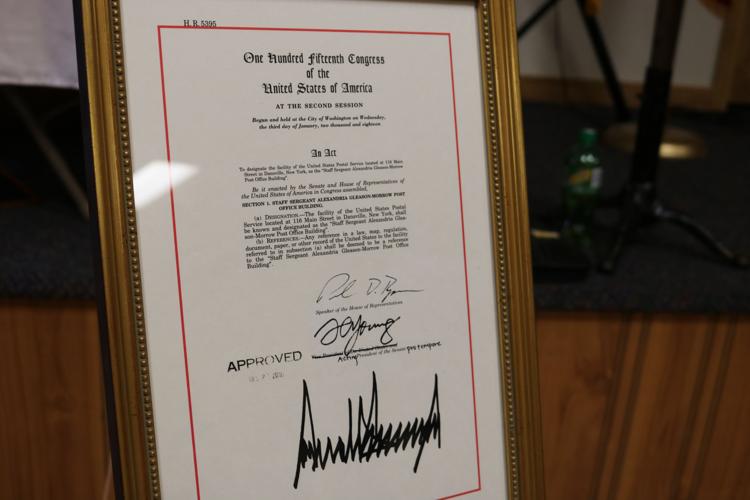 H. R. 5395
One Hundred Fifteenth Congress
of the
United States of America
AT THE SECOND SESSION
Begun and held at the City of Washington on Wednesday,
the third day of January, two thousand and eighteen
An Act
To designate the facility of the United States Postal Service located at 116 Main
Street in Dansville, New York, as the "Staff Sergeant Alexandria Gleason-Morrow
Post Office Building".
Be it enacted by the Senate and House of Representatives of
the United States of America in Congress assembled,
SECTION 1. STAFF SERGEANT ALEXANDRIA GLEASON-MORROW POST
OFFICE BUILDING.
(a) DESIGNATION.—The facility of the United States Postal
Service located at 116 Main Street in Dansville, New York, shall
be known and designated as the "Staff Sergeant Alexandria Glea-
son-Morrow Post Office Building".
(b) REFERENCES.—Any reference in a law, map, regulation,
document, paper, or other record of the United States to the facility
referred to in subsection (a) shall be deemed to be a reference
to the "Staff Sergeant Alexandria Gleason-Morrow Post Office
Building".
Speaker of the House of Representatives.
Acting President of the Senate pro tempore
APPROVED